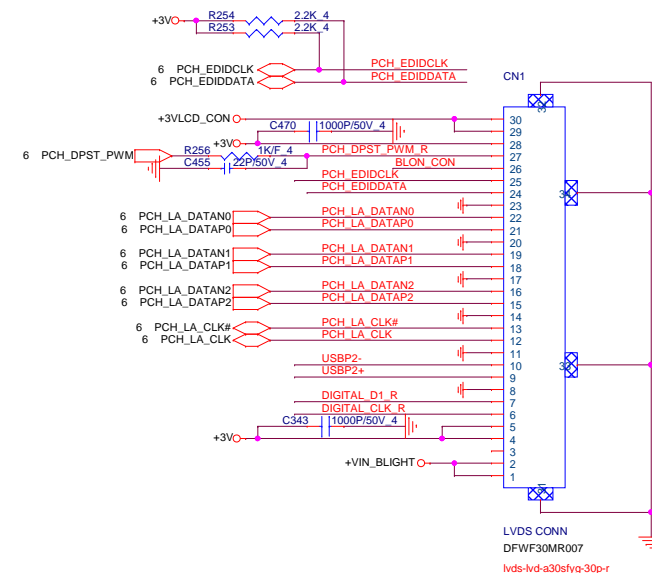 R254 2.2K_4
+3V
R253 2.2K_4
6 PCH_EDIDCLK PCH_EDIDCLK
6 PCH_EDIDDATA PCH_EDIDDATA
CN1
32
+3VLCD_CON 30
C470 1000P/50V_4 29
+3V 28
6 PCH_DPST_PWM R256 1K/F_4 PCH_DPST_PWM_R 27
C455 22P/50V_4 BLON_CON 26
PCH_EDIDCLK 25
PCH_EDIDDATA 24
34
23
6 PCH_LA_DATAN0 PCH_LA_DATAN0 22
6 PCH_LA_DATAP0 PCH_LA_DATAP0 21
20
6 PCH_LA_DATAN1 PCH_LA_DATAN1 19
6 PCH_LA_DATAP1 PCH_LA_DATAP1 18
17
6 PCH_LA_DATAN2 PCH_LA_DATAN2 16
6 PCH_LA_DATAP2 PCH_LA_DATAP2 15
14
6 PCH_LA_CLK# PCH_LA_CLK# 13
6 PCH_LA_CLK PCH_LA_CLK 12
11
USBP2- 10
33
USBP2+ 9
8
DIGITAL_D1_R 7
DIGITAL_CLK_R 6
C343 1000P/50V_4 5
+3V 4
3
+VIN_BLIGHT 2
1
31
LVDS CONN
DFWF30MR007
lvds-lvd-a30sfyg-30p-r